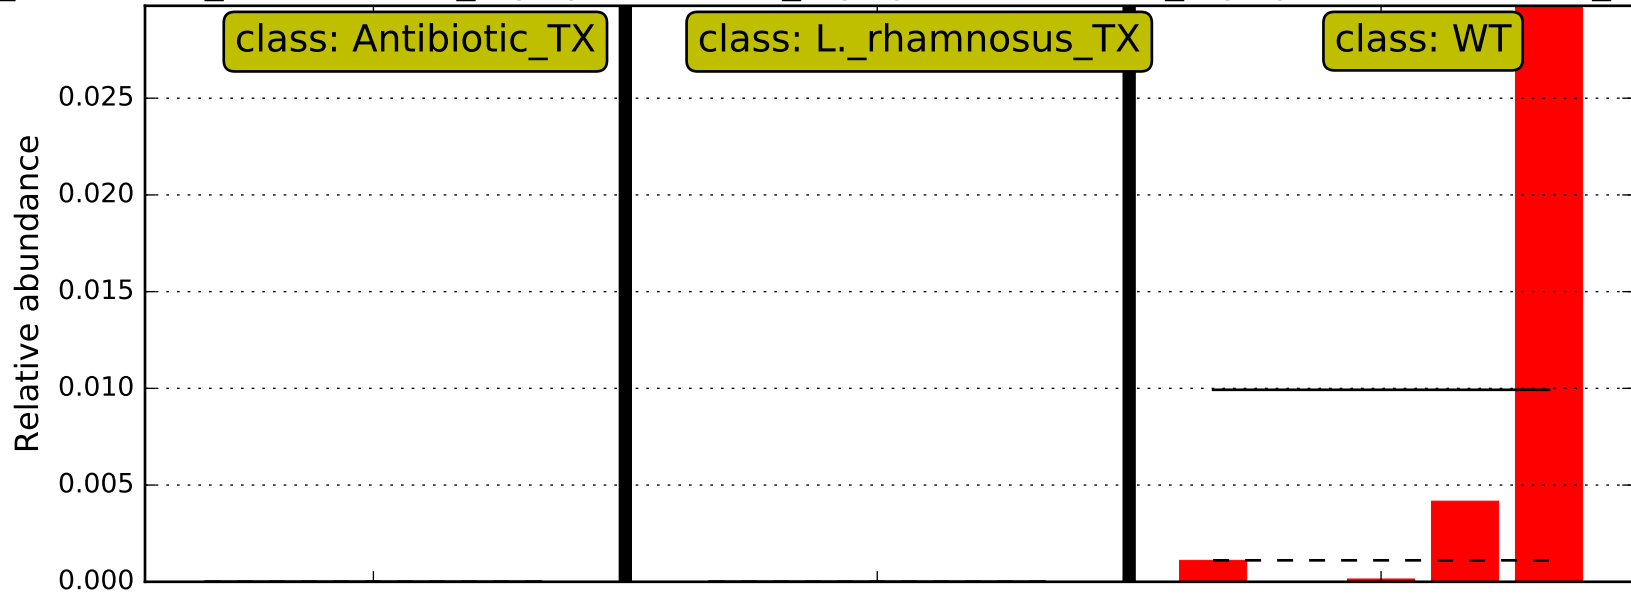 class: Antibiotic_TX
class: L._rhamnosus_TX
class: WT
Relative abundance
0.025
0.020
0.015
0.010
0.005
0.000